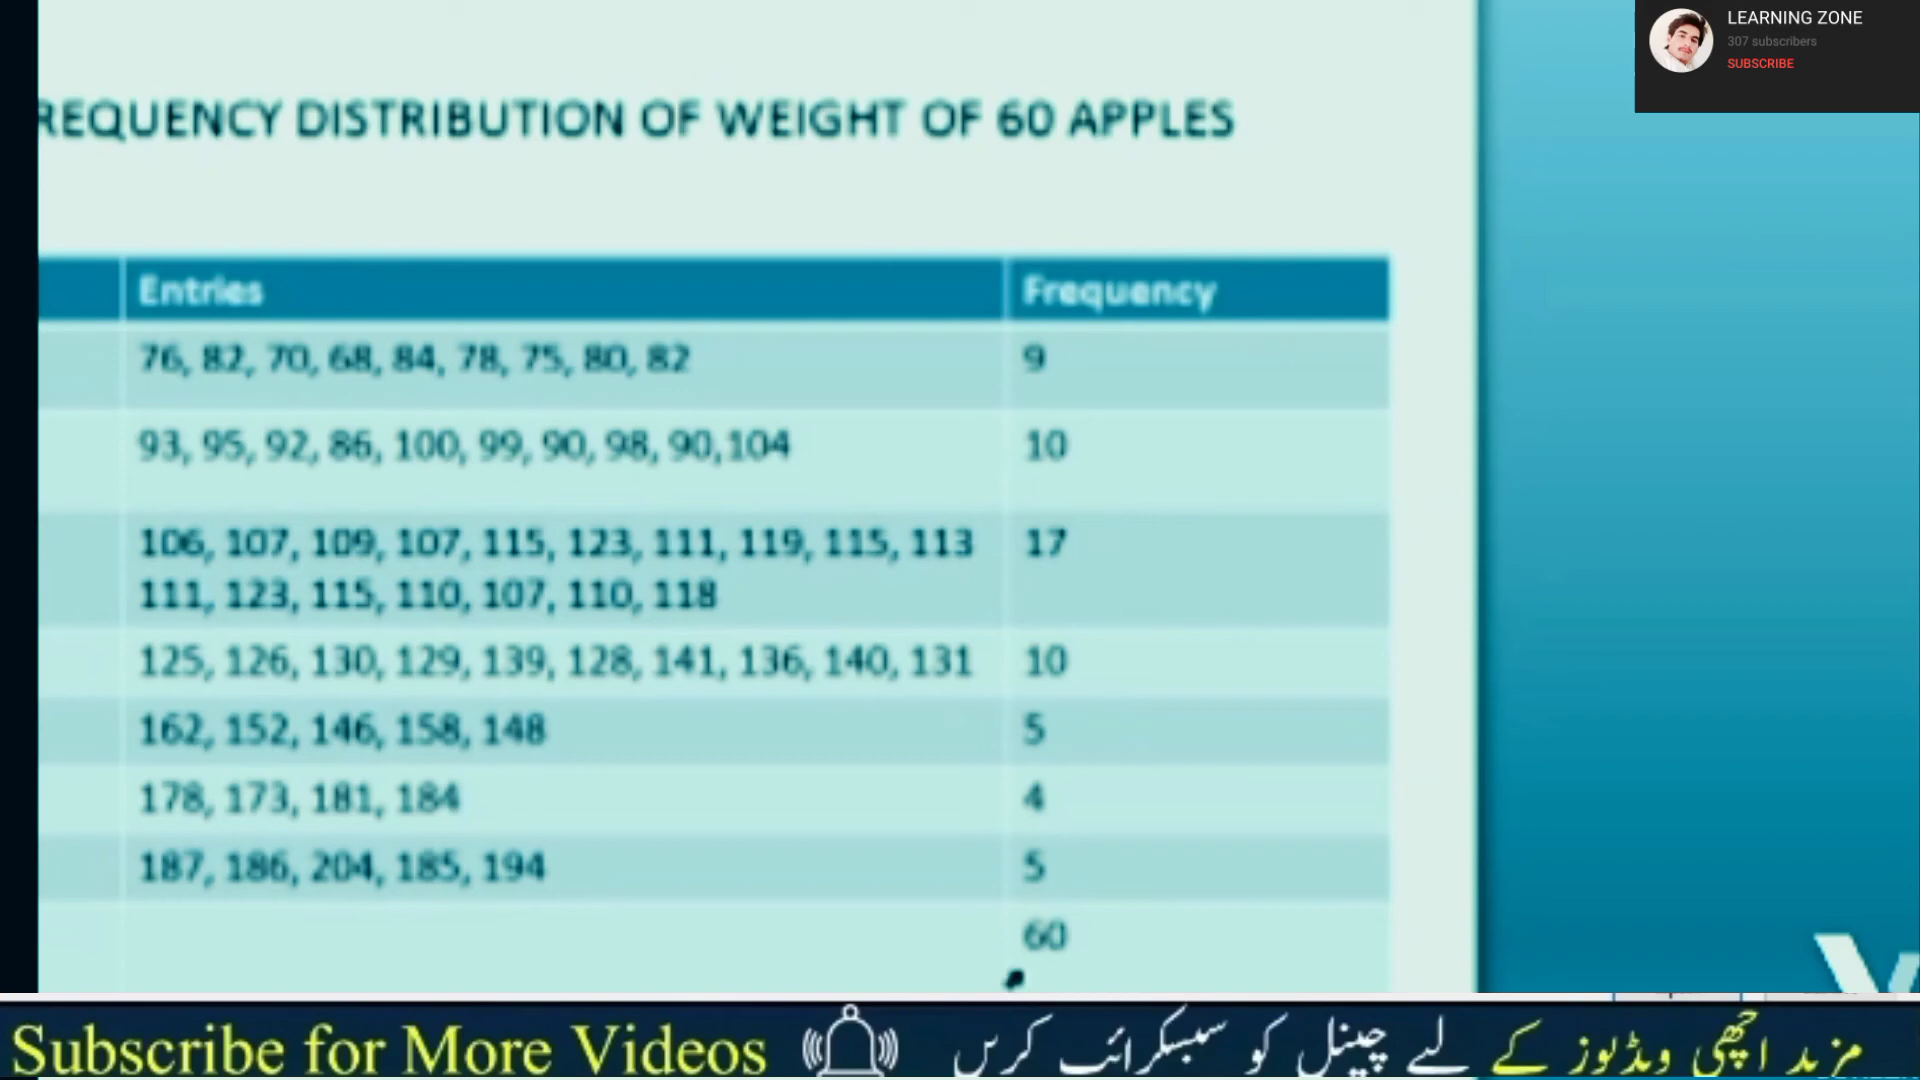 LEARNING ZONE
307 subscribers
SUBSCRIBE
REQUENCY DISTRIBUTION OF WEIGHT OF 60 APPLES
Entries Frequency
76, 82, 70, 68, 84, 78, 75, 80, 82 9
93, 95, 92, 86, 100, 99, 90, 98, 90,104 10
106, 107, 109, 107, 115, 123, 111, 119, 115, 113 17
111, 123, 115, 110, 107, 110, 118
125, 126, 130, 129, 139, 128, 141, 136, 140, 131 10
162, 152, 146, 158, 148 5
178, 173, 181, 184 4
187, 186, 204, 185, 194 5
60
Subscribe for More Videos مزید اچھی ویڈیوز کے لیے چینل کو سبسکرائب کریں